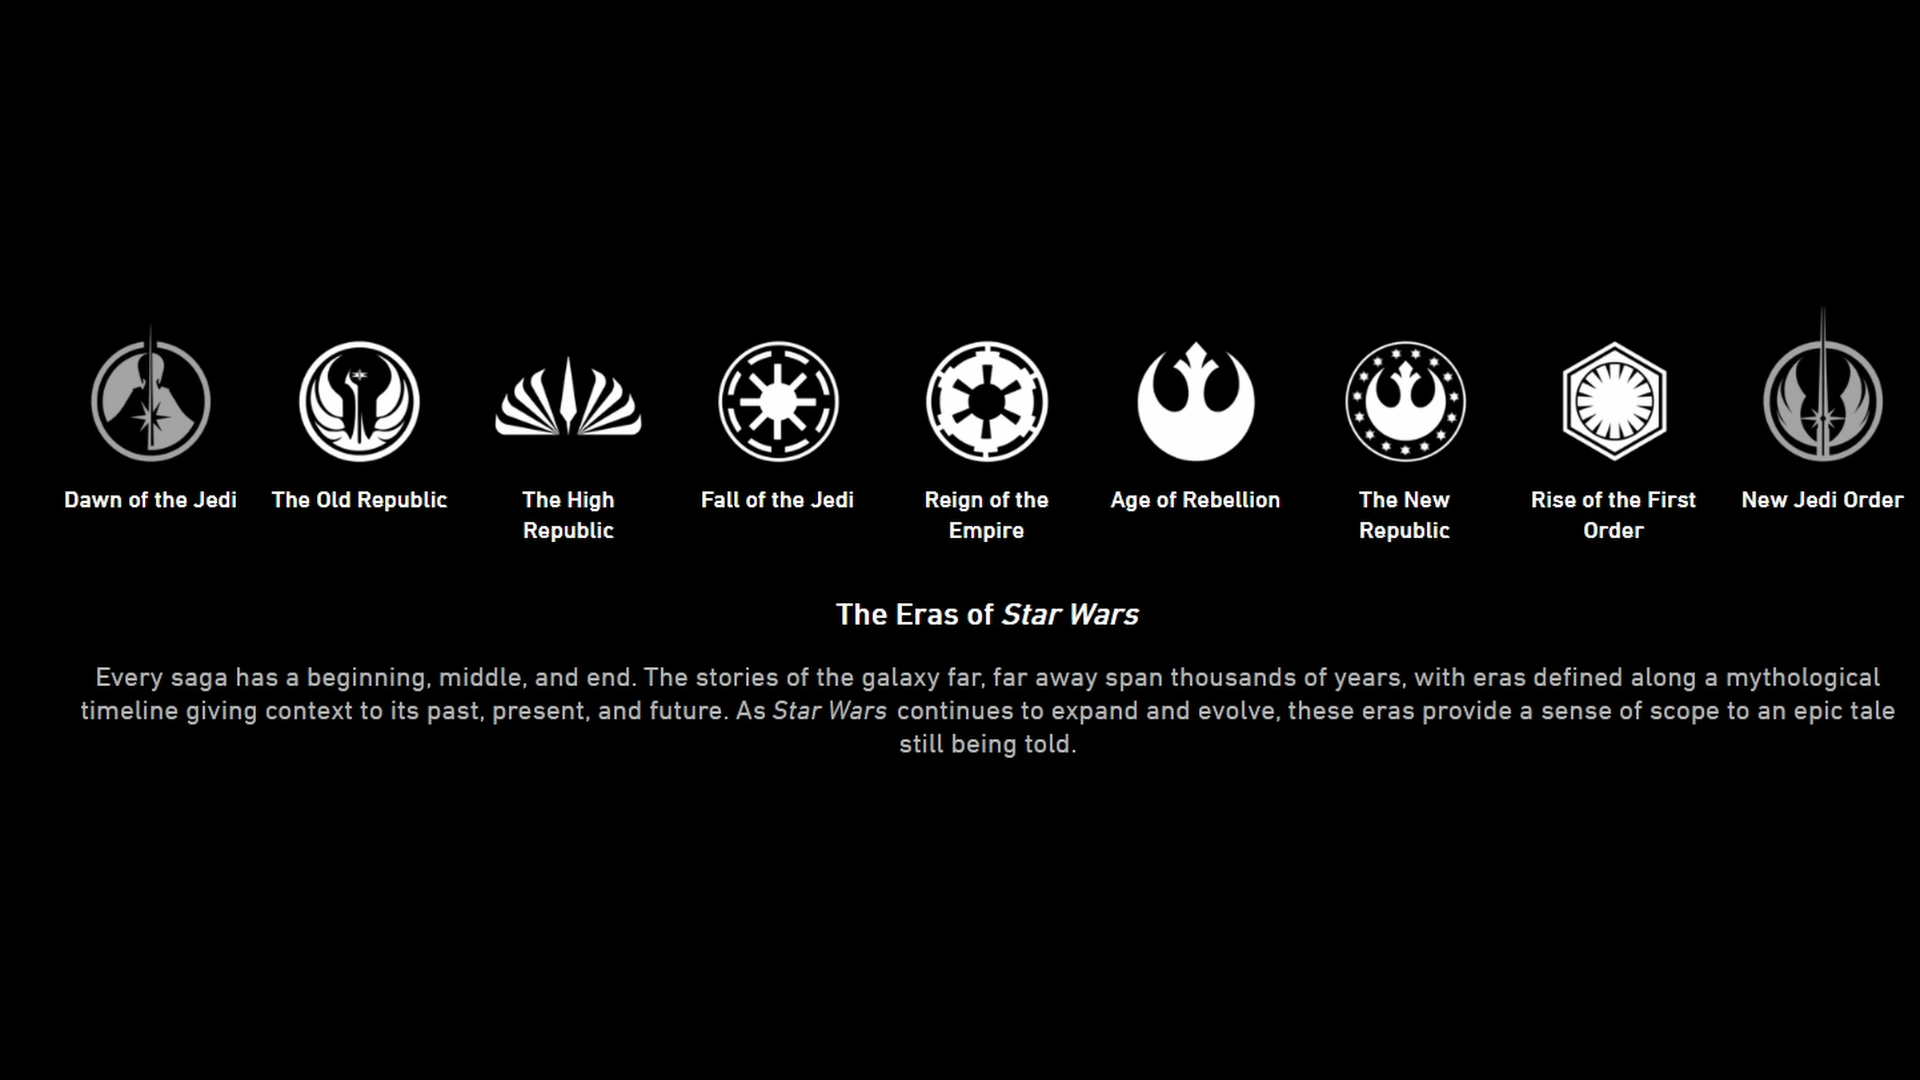 Dawn of the Jedi
The Old Republic
The High
Republic
Fall of the Jedi
Reign of the
Empire
Age of Rebellion
The New
Republic
Rise of the First
Order
New Jedi Order
The Eras of Star Wars
Every saga has a beginning, middle, and end. The stories of the galaxy far, far away span thousands of years, with eras defined along a mythological
timeline giving context to its past, present, and future. As Star Wars continues to expand and evolve, these eras provide a sense of scope to an epic tale
still being told.